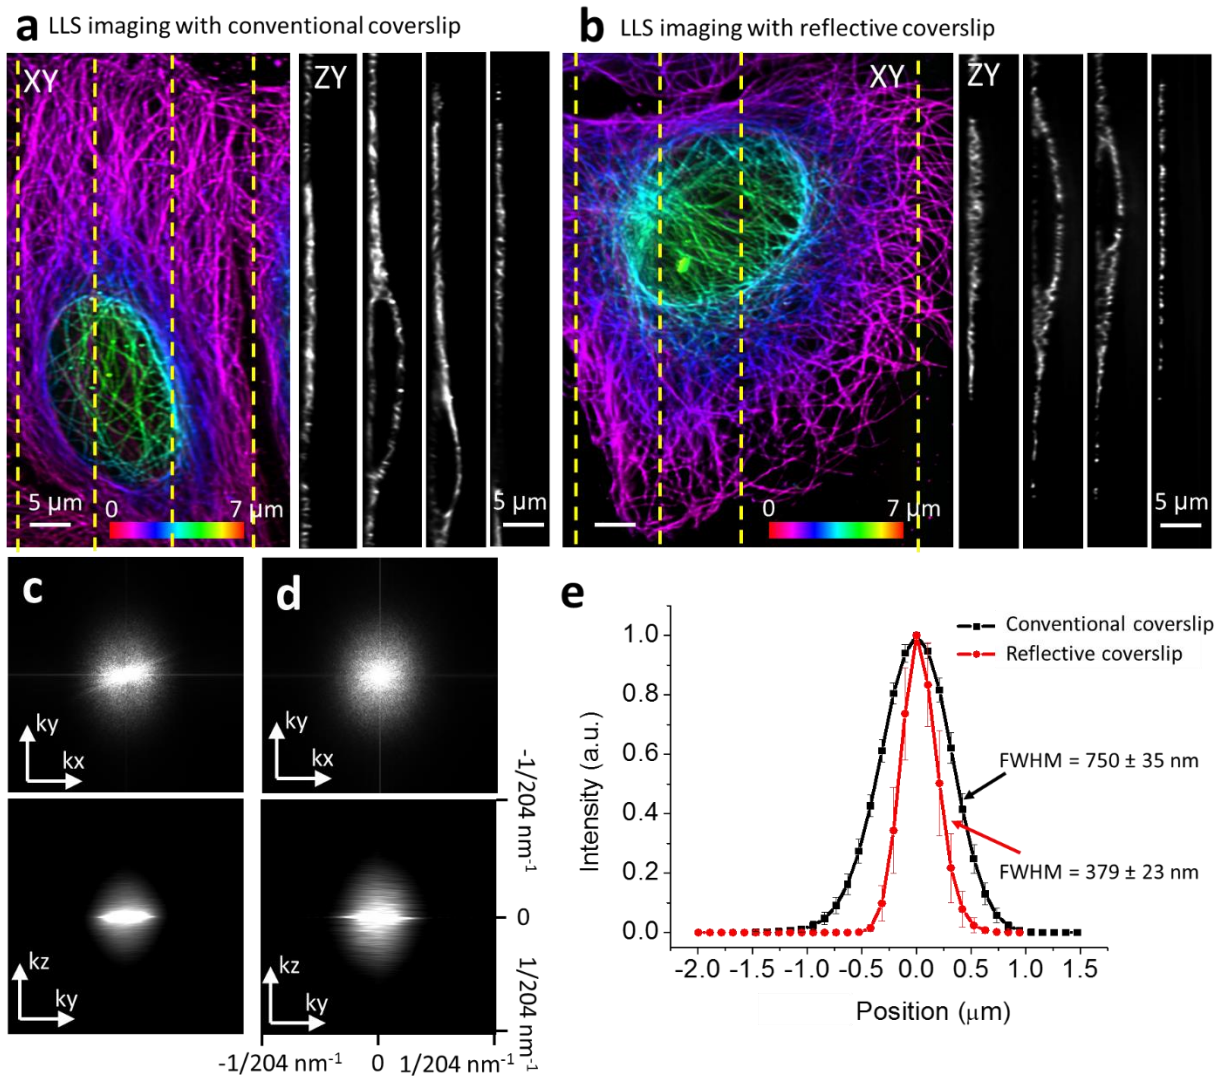 a LLS imaging with conventional coverslip
b LLS imaging with reflective coverslip
XY
ZY
XY
ZY
5 µm
0
7 µm
5 µm
0
7 µm
5 µm
c
ky
kx
d
ky
kx
-1/204 nm-1
0
1/204 nm-1
kz
ky
kz
ky
-1/204 nm-1
0
1/204 nm-1
e
Conventional coverslip
Reflective coverslip
1.0
0.8
0.6
0.4
0.2
0.0
Intensity (a.u.)
FWHM = 750 ± 35 nm
FWHM = 379 ± 23 nm
-2.0 -1.5 -1.0 -0.5 0.0 0.5 1.0 1.5
Position (µm)